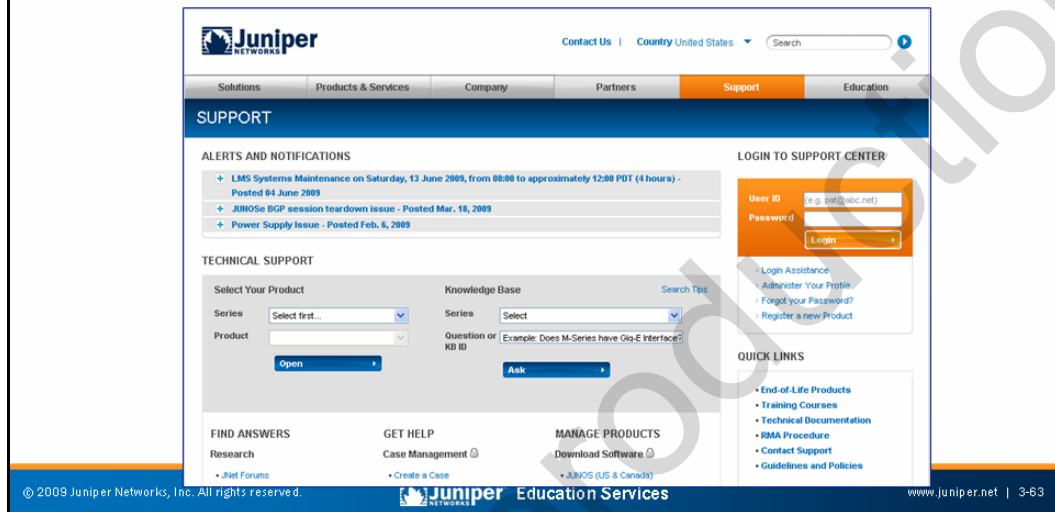 Juniper
NETWORKS
Contact Us | Country United States
Search
Solutions
Products & Services
Company
Partners
Support
Education
SUPPORT
ALERTS AND NOTIFICATIONS
LMS Systems Maintenance on Saturday, 13 June 2009, from 08:00 to approximately 12:00 PDT (4 hours) -
Posted 04 June 2009
JUNOSe BGP session teardown issue - Posted Mar. 18, 2009
Power Supply Issue - Posted Feb. 6, 2009
LOGIN TO SUPPORT CENTER
User ID (e.g. pat@abc.net)
Password
Login
Login Assistance
Administer Your Profile
Forgot your Password?
Register a new Product
TECHNICAL SUPPORT
Select Your Product
Series Select first...
Product
Open
Knowledge Base
Search Tips
Series Select
Question or Example: Does M-Series have Gig-E Interface?
KB ID
Ask
QUICK LINKS
• End-of-Life Products
• Training Courses
• Technical Documentation
• RMA Procedure
• Contact Support
• Guidelines and Policies
FIND ANSWERS
Research
• JNet Forums
GET HELP
Case Management
• Create a Case
MANAGE PRODUCTS
Download Software
• JUNOS (US & Canada)
© 2009 Juniper Networks, Inc. All rights reserved.
Juniper
NETWORKS
Education Services
www.juniper.net | 3-63